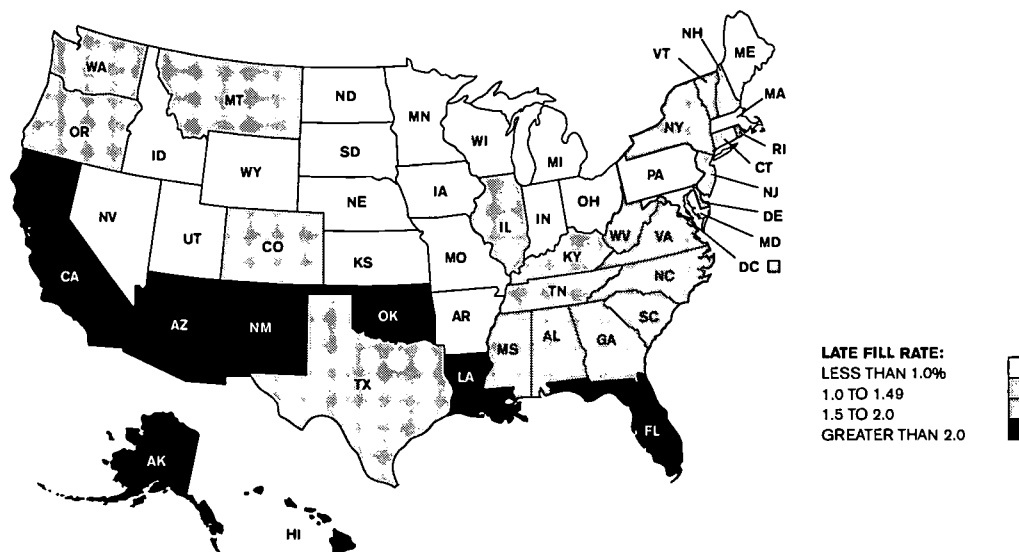 WA
OR
CA
NV
ID
MT
WY
UT
CO
AZ
NM
ND
SD
NE
KS
OK
TX
MN
IA
MO
AR
LA
WI
IL
MI
IN
OH
KY
TN
MS
AL
GA
FL
SC
NC
VA
WV
PA
NY
VT
NH
ME
MA
RI
CT
NJ
DE
MD
DC
AK
HI
LATE FILL RATE:
LESS THAN 1.0%
1.0 TO 1.49
1.5 TO 2.0
GREATER THAN 2.0